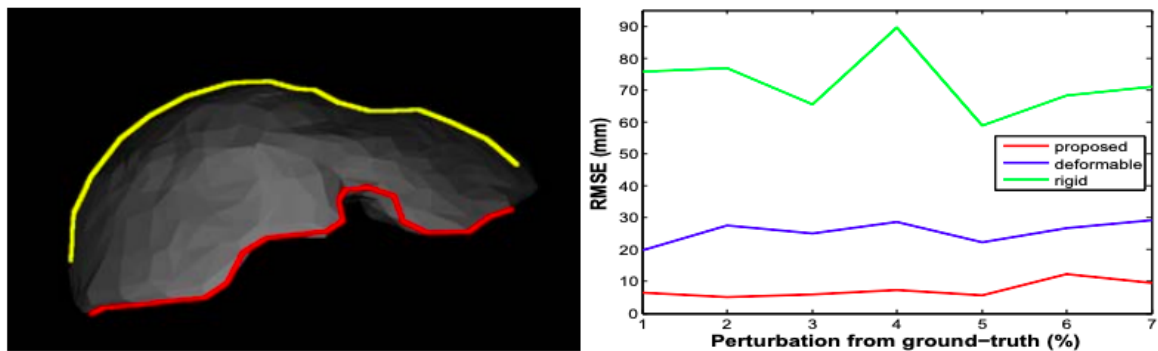 90
80
70
60
50
40
30
20
10
0
RMSE (mm)
proposed
deformable
rigid
1 2 3 4 5 6 7
Perturbation from ground-truth (%)